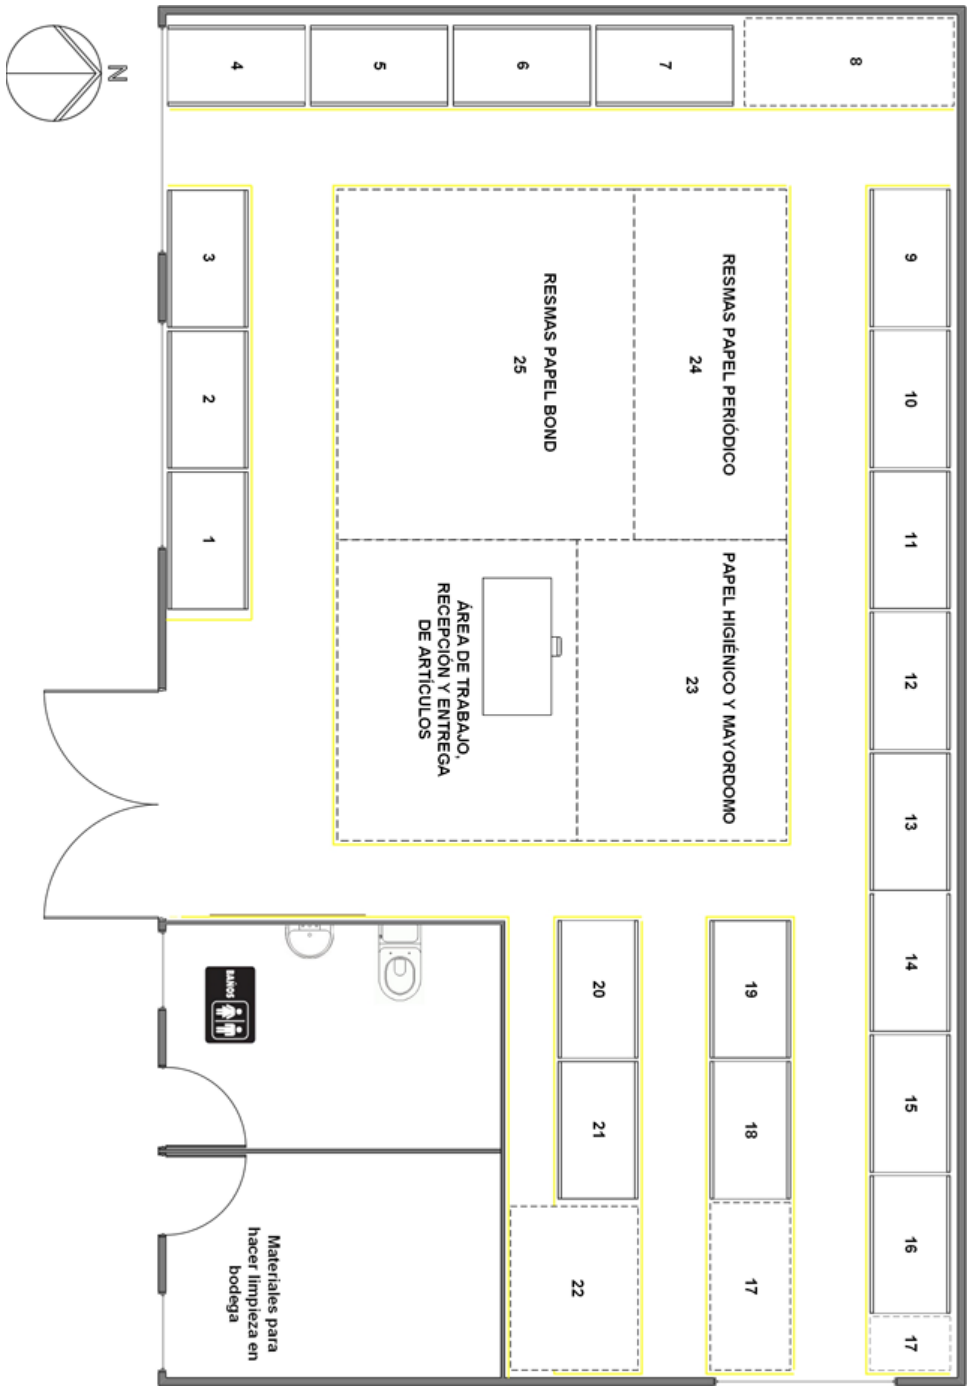 N
4
5
6
7
8
3
2
1
9
10
11
12
13
14
15
16
17
RESMAS PAPEL PERIÓDICO
24
RESMAS PAPEL BOND
25
PAPEL HIGIÉNICO Y MAYORDOMO
23
ÁREA DE TRABAJO,
RECEPCIÓN Y ENTREGA
DE ARTÍCULOS
19
18
17
20
21
22
BAÑOS
Materiales para
hacer limpieza en
bodega